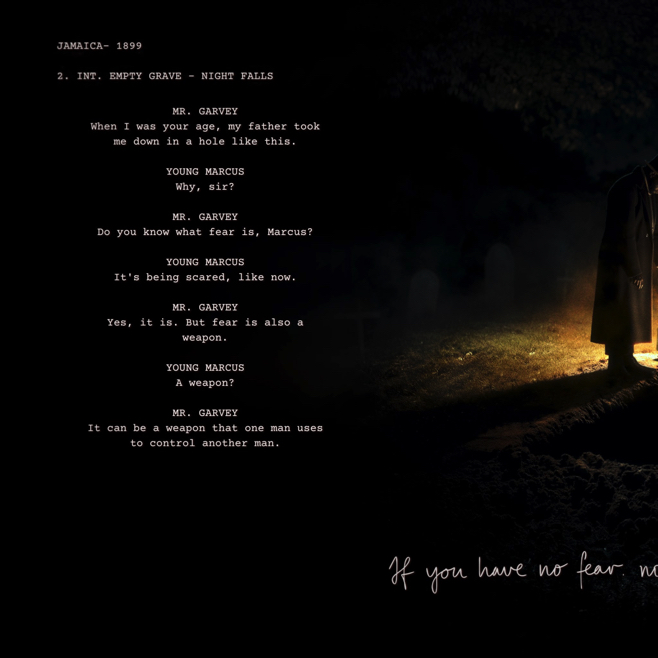 JAMAICA- 1899
2. INT. EMPTY GRAVE - NIGHT FALLS
MR. GARVEY
When I was your age, my father took
me down in a hole like this.
YOUNG MARCUS
Why, sir?
MR. GARVEY
Do you know what fear is, Marcus?
YOUNG MARCUS
It's being scared, like now.
MR. GARVEY
Yes, it is. But fear is also a
weapon.
YOUNG MARCUS
A weapon?
MR. GARVEY
It can be a weapon that one man uses
to control another man.
If you have no fear. no